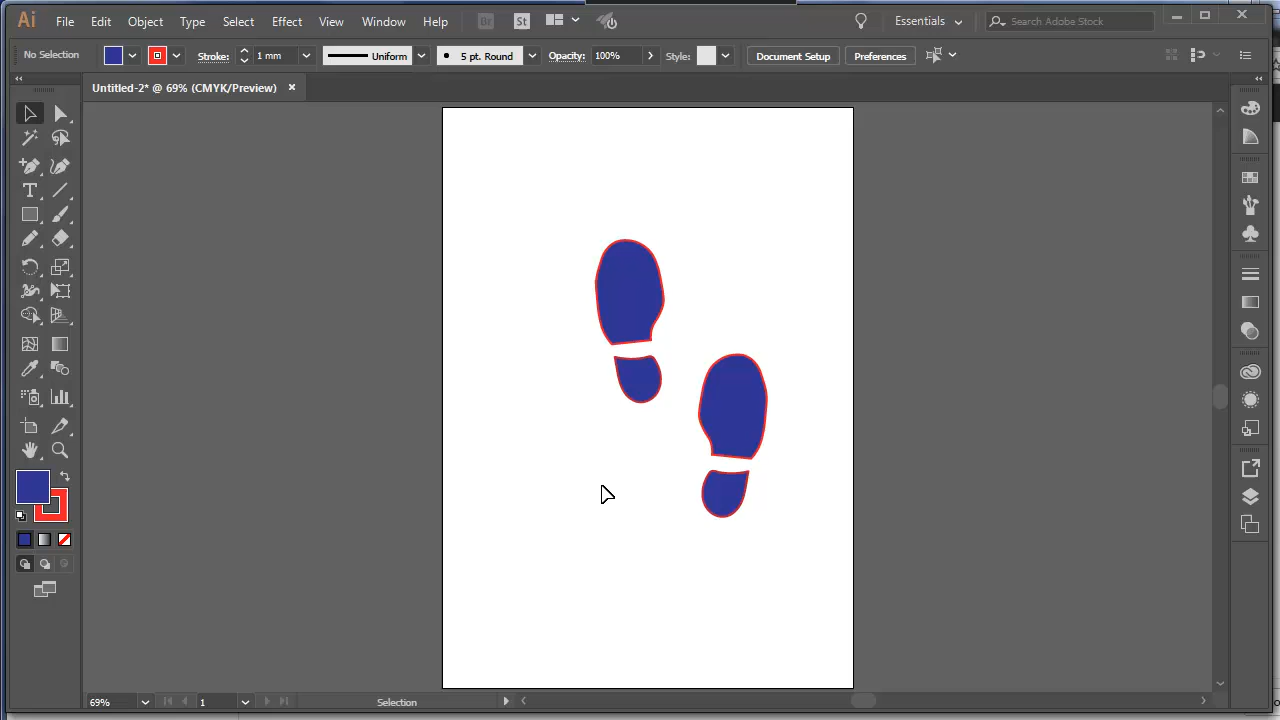 Ai File Edit Object Type Select Effect View Window Help Br St Essentials Search Adobe Stock
No Selection Stroke: 1 mm Uniform 5 pt. Round Opacity: 100% Style: Document Setup Preferences
Untitled-2* @ 69% (CMYK/Preview)
T
69% 1 Selection